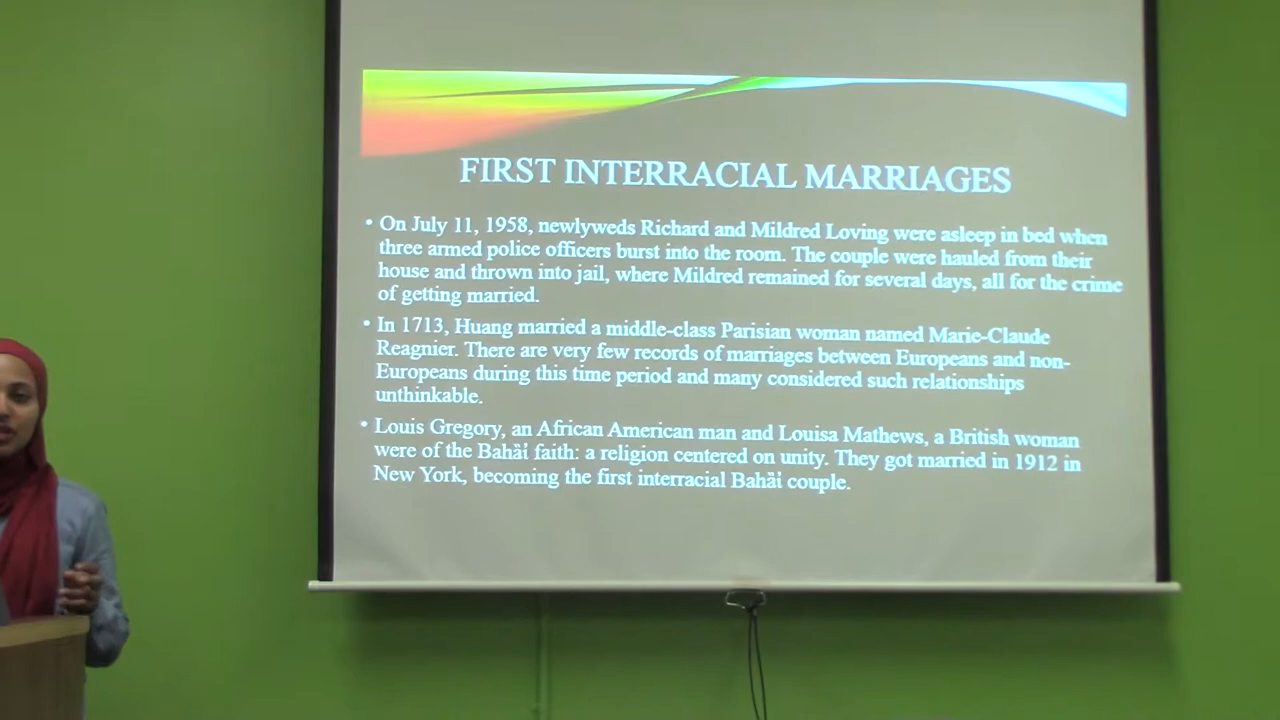 FIRST INTERRACIAL MARRIAGES
• On July 11, 1958, newlyweds Richard and Mildred Loving were asleep in bed when
three armed police officers burst into the room. The couple were hauled from their
house and thrown into jail, where Mildred remained for several days, all for the crime
of getting married.
• In 1713, Huang married a middle-class Parisian woman named Marie-Claude
Reagnier. There are very few records of marriages between Europeans and non-
Europeans during this time period and many considered such relationships
unthinkable.
• Louis Gregory, an African American man and Louisa Mathews, a British woman
were of the Bahäi faith: a religion centered on unity. They got married in 1912 in
New York, becoming the first interracial Bahäi couple.